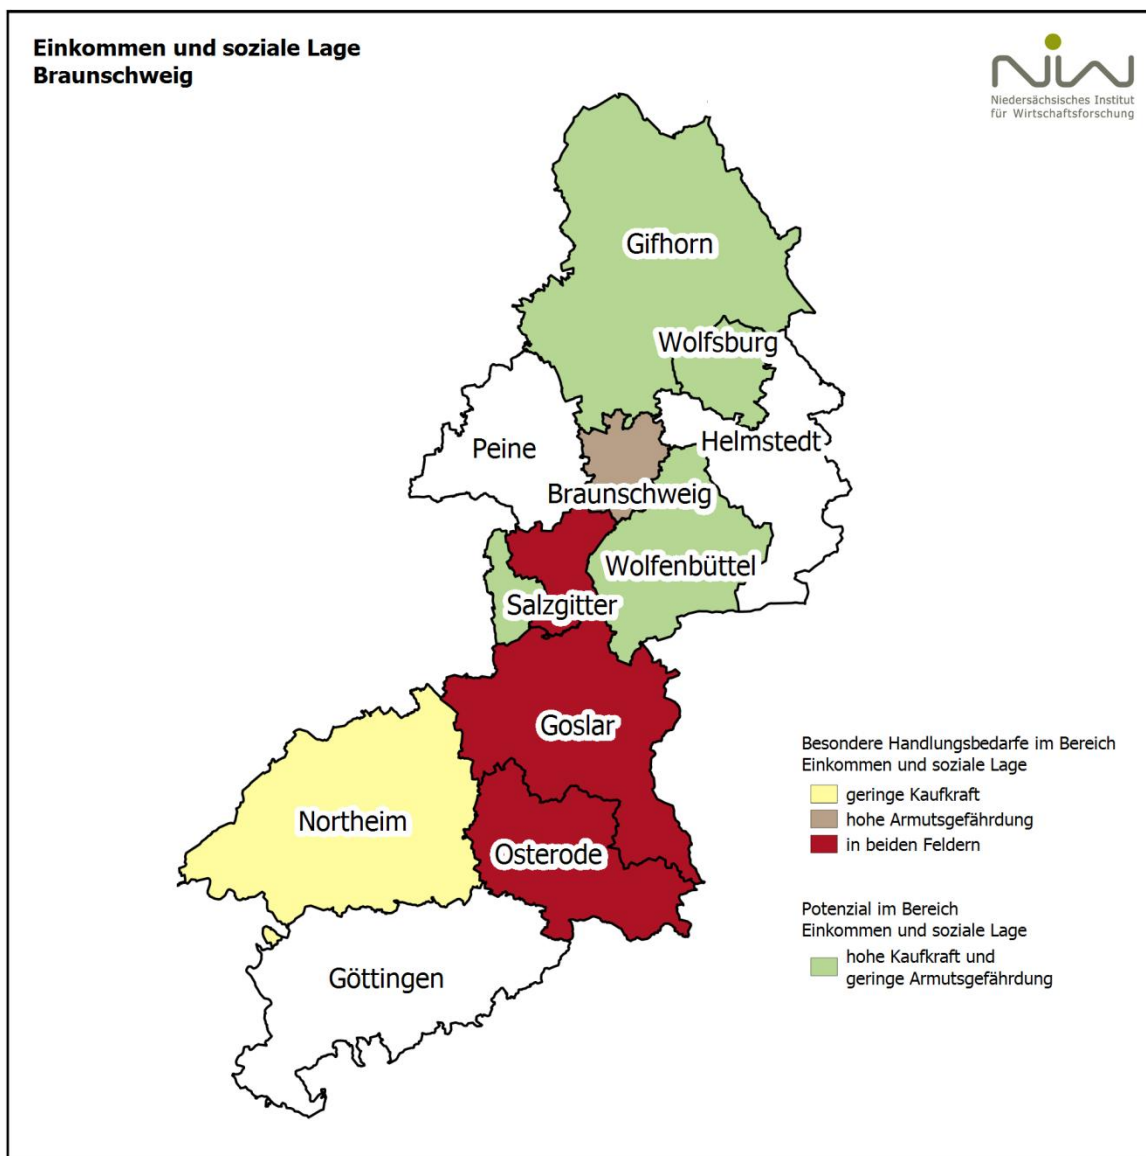 Einkommen und soziale Lage
Braunschweig
NIW
Niedersächsisches Institut
für Wirtschaftsforschung
Gifhorn
Wolfsburg
Peine
Helmstedt
Braunschweig
Wolfenbüttel
Salzgitter
Goslar
Northeim
Osterode
Göttingen
Besondere Handlungsbedarfe im Bereich
Einkommen und soziale Lage
geringe Kaufkraft
hohe Armutsgefährdung
in beiden Feldern
Potenzial im Bereich
Einkommen und soziale Lage
hohe Kaufkraft und
geringe Armutsgefährdung